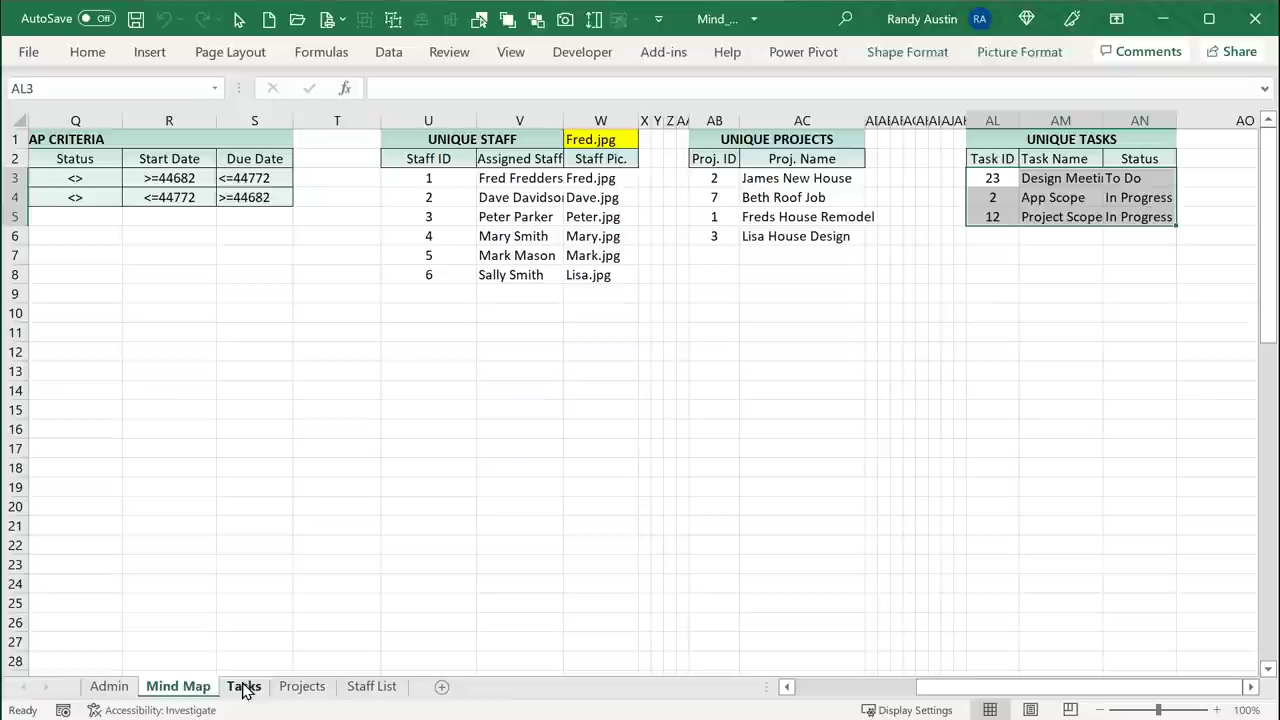 AutoSave Off Mind_... Randy Austin RA
File Home Insert Page Layout Formulas Data Review View Developer Add-ins Help Power Pivot Shape Format Picture Format Comments Share
AL3 fx
Q R S T U V W X Y Z AB AC AL AM AN AO
1 AP CRITERIA UNIQUE STAFF Fred.jpg UNIQUE PROJECTS UNIQUE TASKS
2 Status Start Date Due Date Staff ID Assigned Staff Staff Pic. Proj. ID Proj. Name Task ID Task Name Status
3 <> >=44682 <=44772 1 Fred Fredders Fred.jpg 2 James New House 23 Design Meeti To Do
4 <> <=44772 >=44682 2 Dave Davidso Dave.jpg 7 Beth Roof Job 2 App Scope In Progress
5 3 Peter Parker Peter.jpg 1 Freds House Remodel 12 Project Scope In Progress
6 4 Mary Smith Mary.jpg 3 Lisa House Design
7 5 Mark Mason Mark.jpg
8 6 Sally Smith Lisa.jpg
9
10
11
12
13
14
15
16
17
18
19
20
21
22
23
24
25
26
27
28
Admin Mind Map Tasks Projects Staff List
Ready Accessibility: Investigate Display Settings 100%